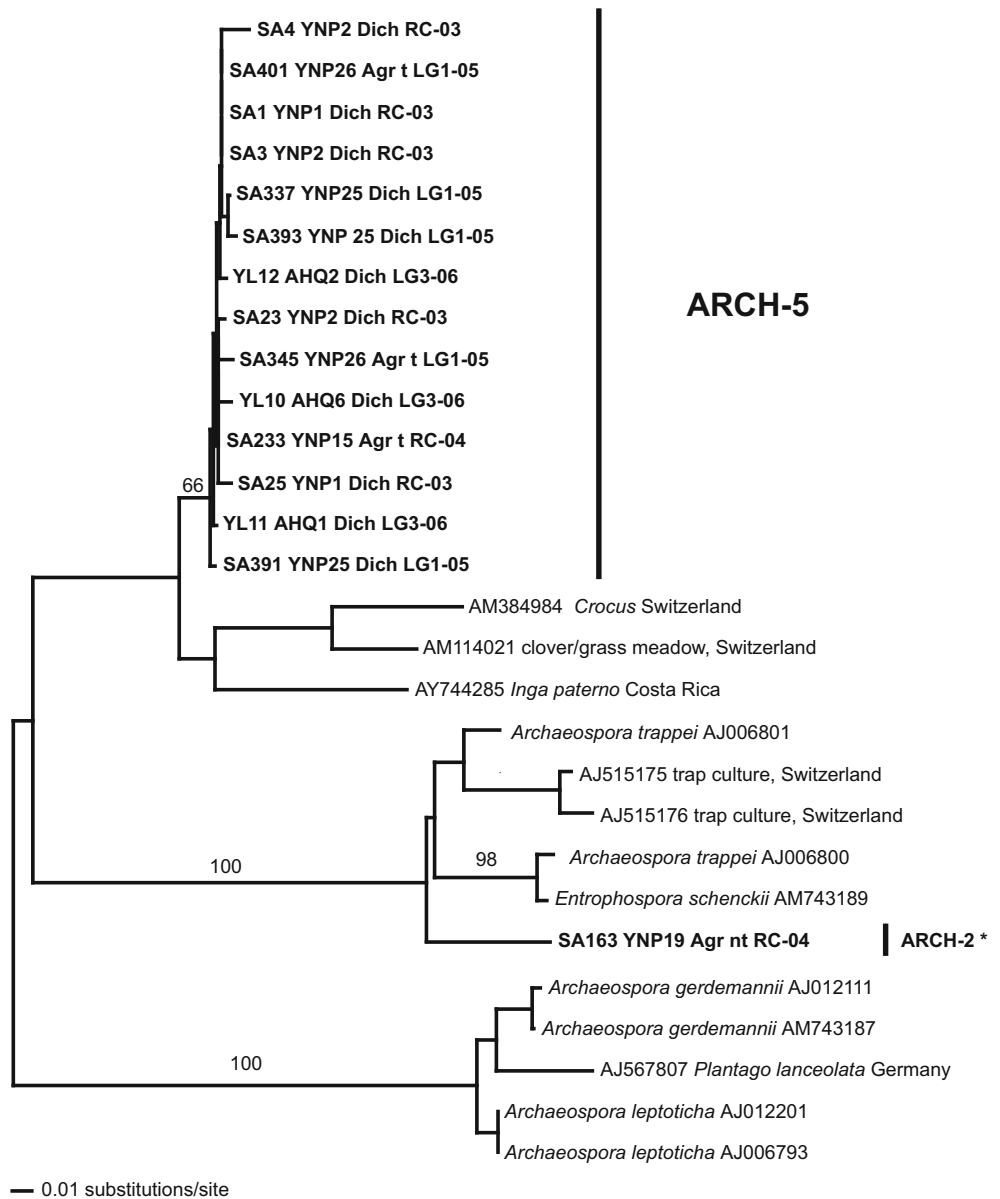 SA4 YNP2 Dich RC-03
SA401 YNP26 Agr t LG1-05
SA1 YNP1 Dich RC-03
SA3 YNP2 Dich RC-03
SA337 YNP25 Dich LG1-05
SA393 YNP 25 Dich LG1-05
YL12 AHQ2 Dich LG3-06
ARCH-5
SA23 YNP2 Dich RC-03
SA345 YNP26 Agr t LG1-05
YL10 AHQ6 Dich LG3-06
SA233 YNP15 Agr t RC-04
SA25 YNP1 Dich RC-03
66
YL11 AHQ1 Dich LG3-06
SA391 YNP25 Dich LG1-05
AM384984 Crocus Switzerland
AM114021 clover/grass meadow, Switzerland
AY744285 Inga paterno Costa Rica
Archaeospora trappei AJ006801
AJ515175 trap culture, Switzerland
AJ515176 trap culture, Switzerland
100
98
Archaeospora trappei AJ006800
Entrophospora schenckii AM743189
SA163 YNP19 Agr nt RC-04
ARCH-2 *
Archaeospora gerdemannii AJ012111
Archaeospora gerdemannii AM743187
100
AJ567807 Plantago lanceolata Germany
Archaeospora leptoticha AJ012201
Archaeospora leptoticha AJ006793
0.01 substitutions/site